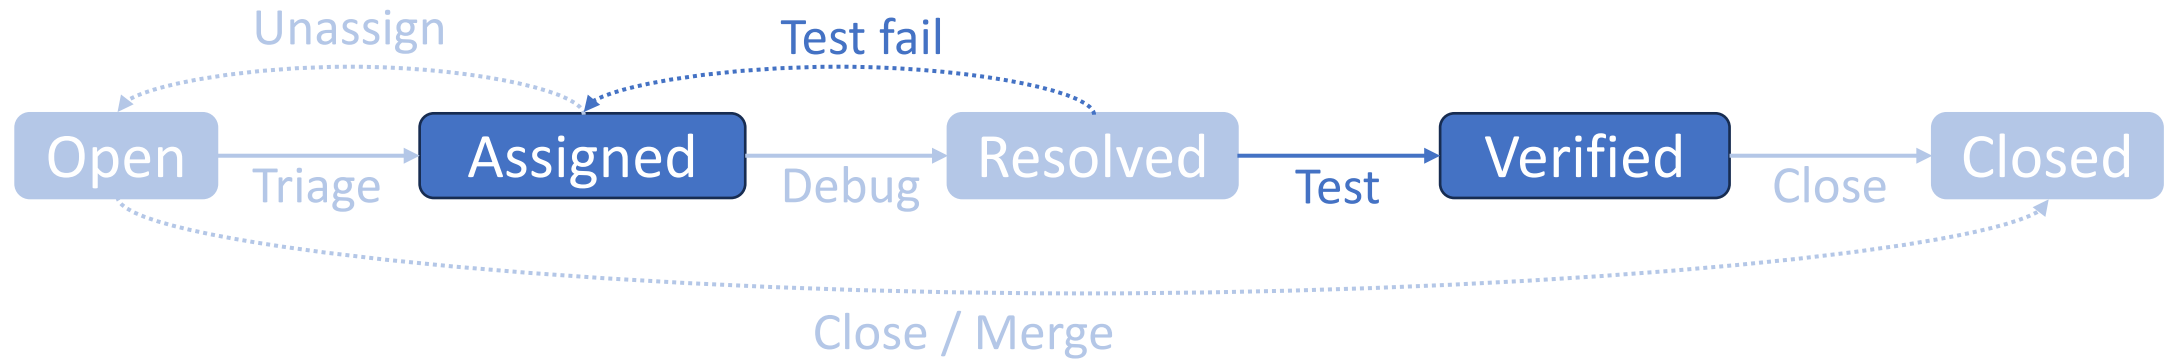 Unassign
Test fail
Open
Triage
Assigned
Debug
Resolved
Test
Verified
Close
Closed
Close / Merge